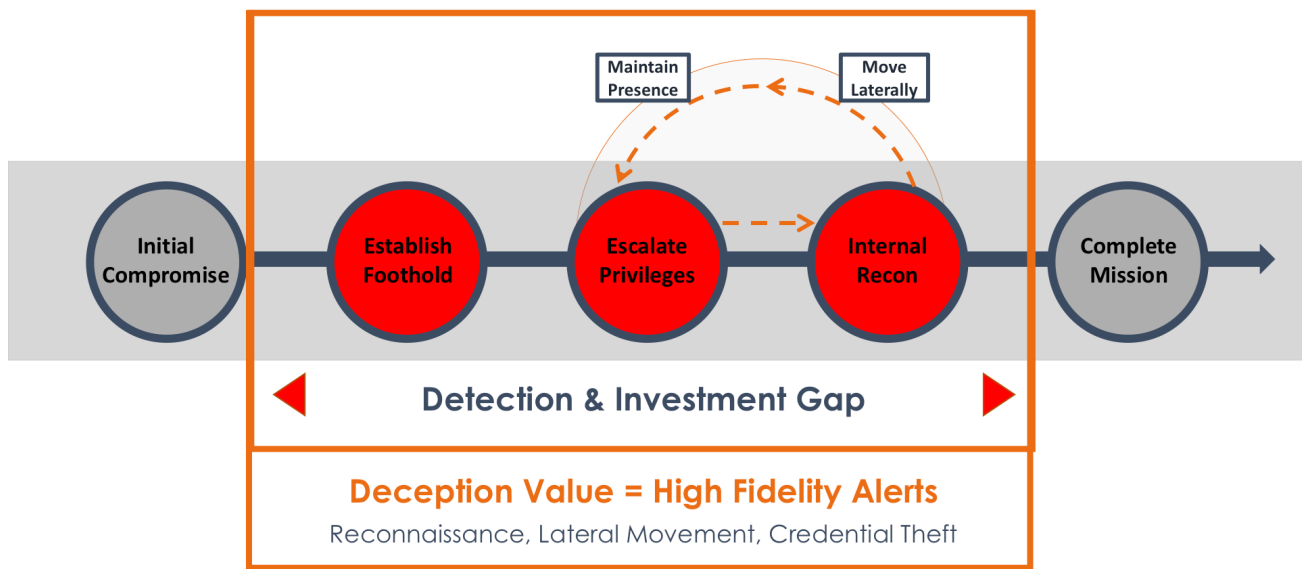 Maintain
Presence
Move
Laterally
Initial
Compromise
Establish
Foothold
Escalate
Privileges
Internal
Recon
Complete
Mission
Detection & Investment Gap
Deception Value = High Fidelity Alerts
Reconnaissance, Lateral Movement, Credential Theft